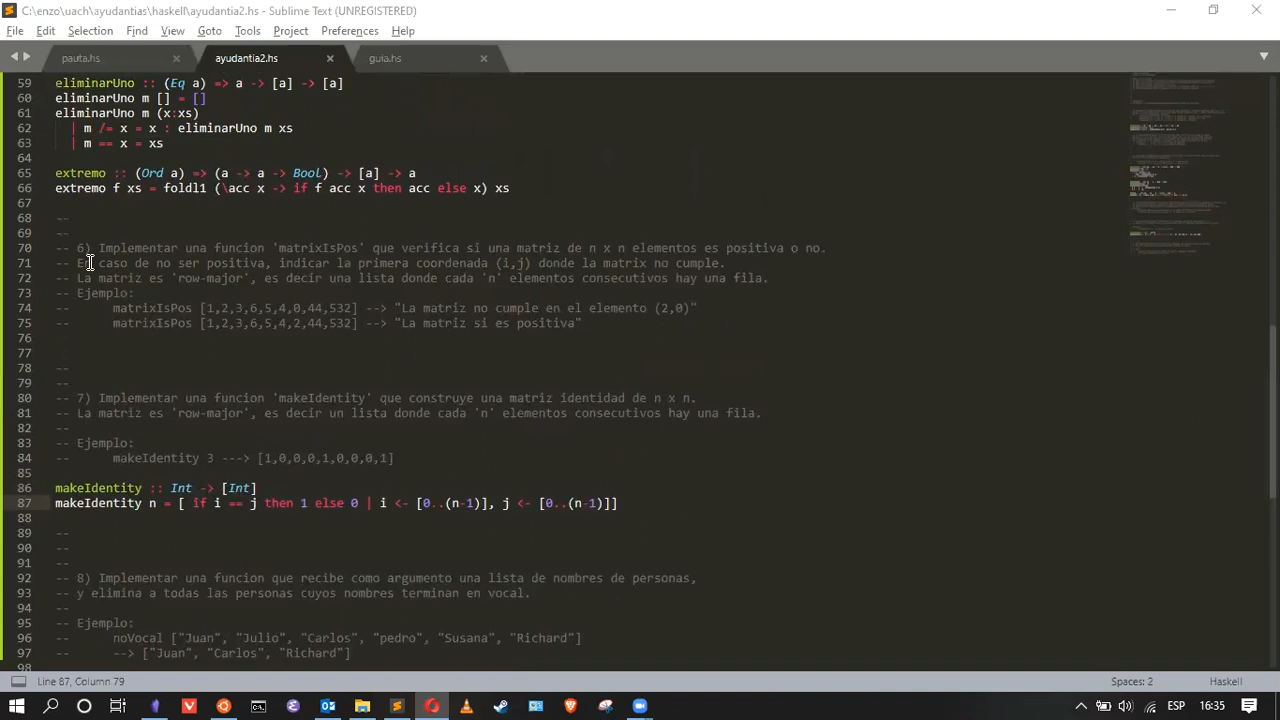 C:\enzo\uach\ayudantias\haskell\ayudantia2.hs - Sublime Text (UNREGISTERED)
File Edit Selection Find View Goto Tools Project Preferences Help
pauta.hs ayudantia2.hs guia.hs
59 eliminarUno :: (Eq a) => a -> [a] -> [a]
60 eliminarUno m [] = []
61 eliminarUno m (x:xs)
62 | m /= x = x : eliminarUno m xs
63 | m == x = xs
64
65 extremo :: (Ord a) => (a -> a -> Bool) -> [a] -> a
66 extremo f xs = foldl1 (\acc x -> if f acc x then acc else x) xs
67
68 --
69 --
70 -- 6) Implementar una funcion 'matrixIsPos' que verifica si una matriz de n x n elementos es positiva o no.
71 -- En caso de no ser positiva, indicar la primera coordenada (i,j) donde la matrix no cumple.
72 -- La matriz es 'row-major', es decir una lista donde cada 'n' elementos consecutivos hay una fila.
73 -- Ejemplo:
74 -- matrixIsPos [1,2,3,6,5,4,0,44,532] --> "La matriz no cumple en el elemento (2,0)"
75 -- matrixIsPos [1,2,3,6,5,4,2,44,532] --> "La matriz si es positiva"
76 --
77 --
78 --
79 --
80 -- 7) Implementar una funcion 'makeIdentity' que construye una matriz identidad de n x n.
81 -- La matriz es 'row-major', es decir un lista donde cada 'n' elementos consecutivos hay una fila.
82 --
83 -- Ejemplo:
84 -- makeIdentity 3 ---> [1,0,0,0,1,0,0,0,1]
85
86 makeIdentity :: Int -> [Int]
87 makeIdentity n = [ if i == j then 1 else 0 | i <- [0..(n-1)], j <- [0..(n-1)]]
88
89 --
90 --
91 --
92 -- 8) Implementar una funcion que recibe como argumento una lista de nombres de personas,
93 -- y elimina a todas las personas cuyos nombres terminan en vocal.
94 --
95 -- Ejemplo:
96 -- noVocal ["Juan", "Julio", "Carlos", "pedro", "Susana", "Richard"]
97 -- --> ["Juan", "Carlos", "Richard"]
98
Line 87, Column 79 Spaces: 2 Haskell
ESP 16:35